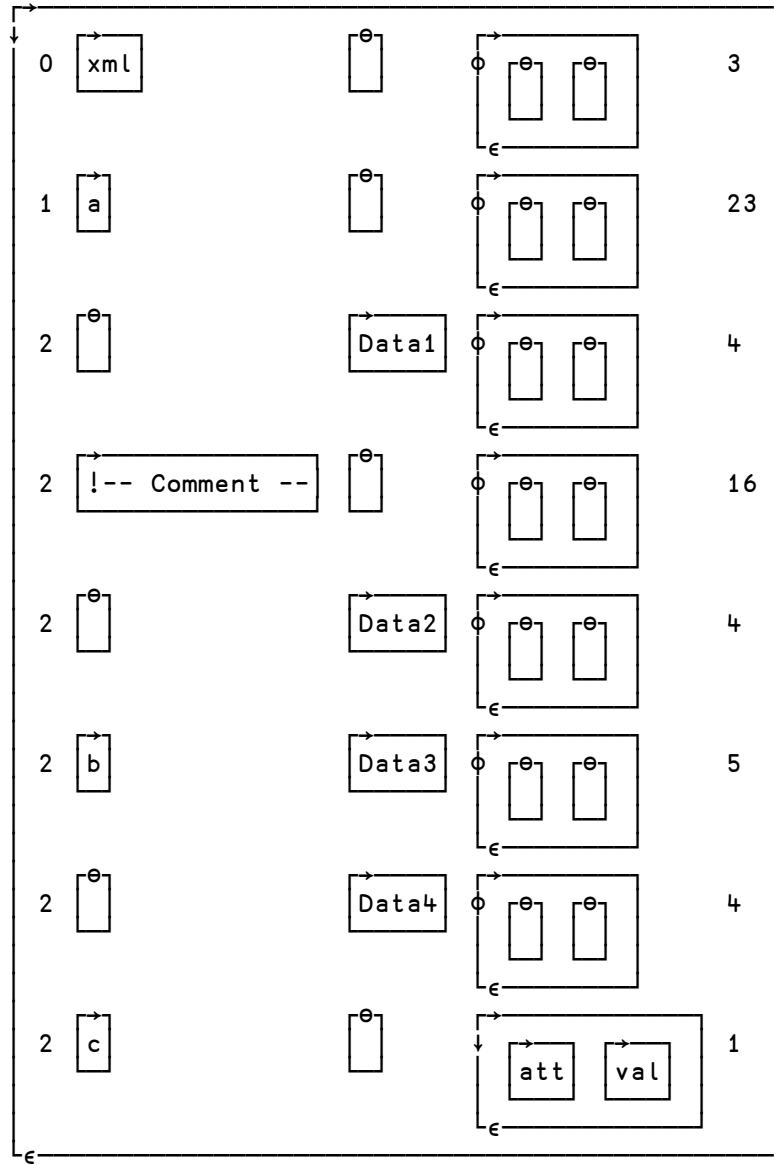 0 xml 3
1 a 23
2 Data1 4
2 !-- Comment -- 16
2 Data2 4
2 b Data3 5
2 Data4 4
2 c att val 1